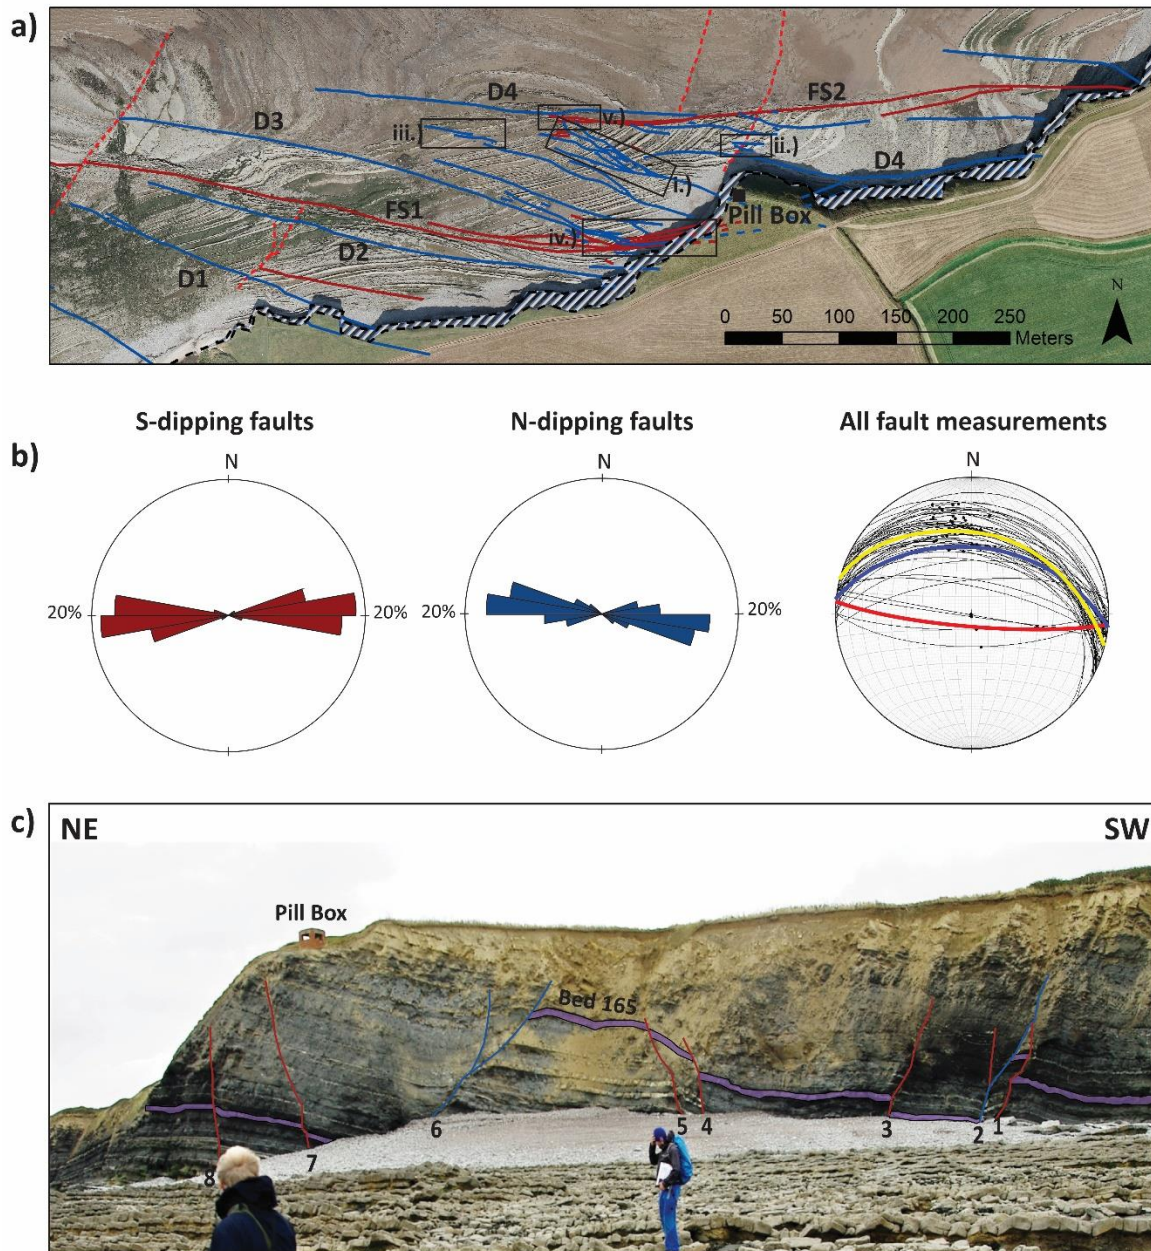 a)
D3
D4
FS2
v.)
iii.)
ii.)
i.)
D4
FS1
iv.)
Pill Box
D2
D1
N
0 50 100 150 200 250
Meters
b)
S-dipping faults
N-dipping faults
All fault measurements
N
N
N
20% 20%
20% 20%
c)
NE
SW
Pill Box
Bed 165
8
7
6
5
4
3
2
1